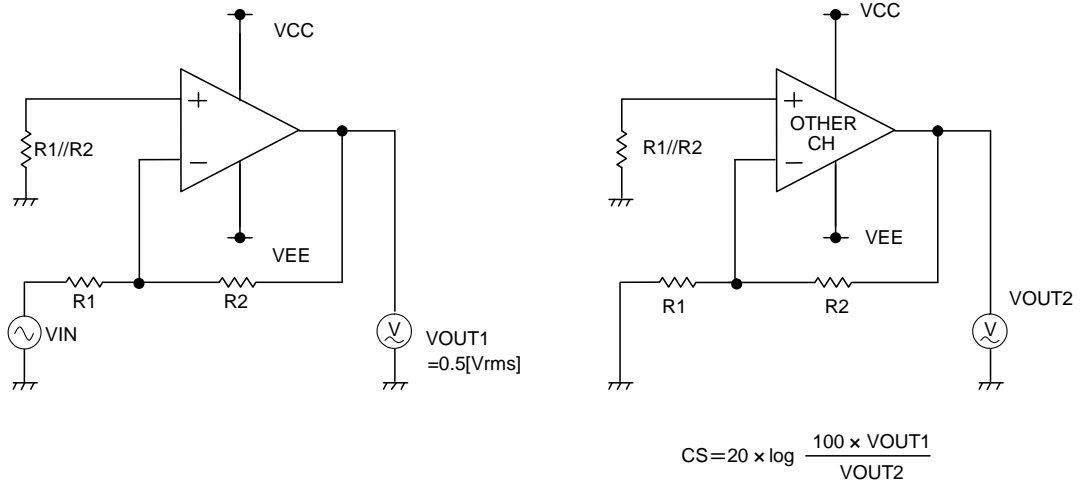 VCC
+
R1//R2
−
VEE
R1
R2
VIN
V
VOUT1
=0.5[Vrms]
VCC
+
OTHER
CH
R1//R2
−
VEE
R1
R2
VOUT2
V
CS=20 × log 100 × VOUT1
VOUT2